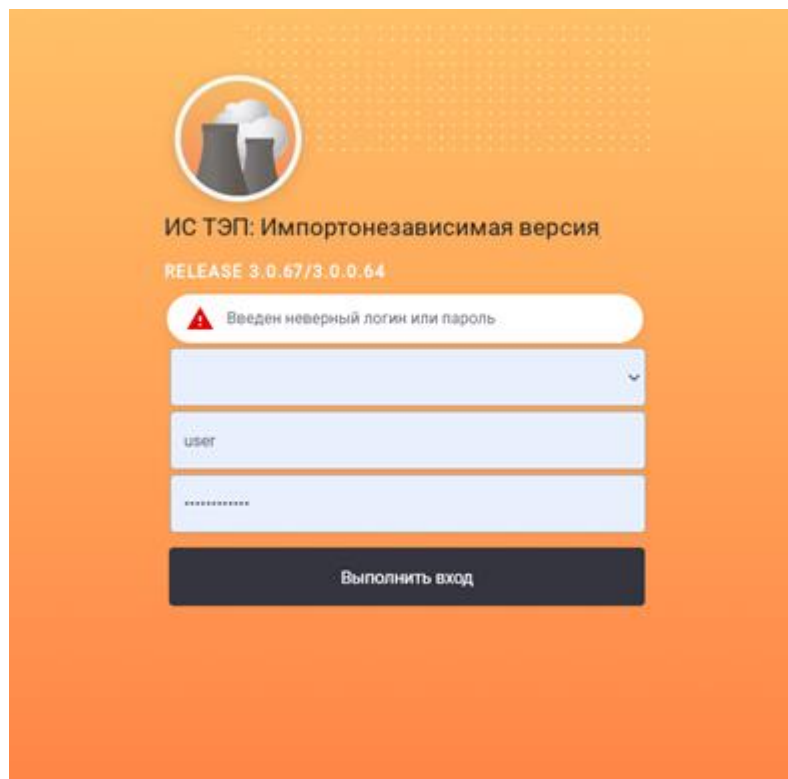 ИС ТЭП: Импортонезависимая версия
RELEASE 3.0.67/3.0.0.64
Введен неверный логин или пароль
user
••••••••••••
Выполнить вход